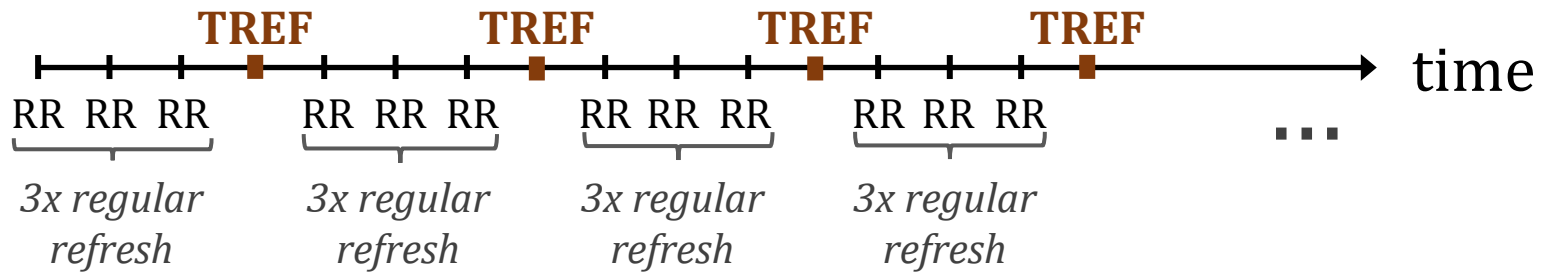 TREF TREF TREF TREF
time
RR RR RR RR RR RR RR RR RR RR RR RR
...
3x regular 3x regular 3x regular 3x regular
refresh refresh refresh refresh